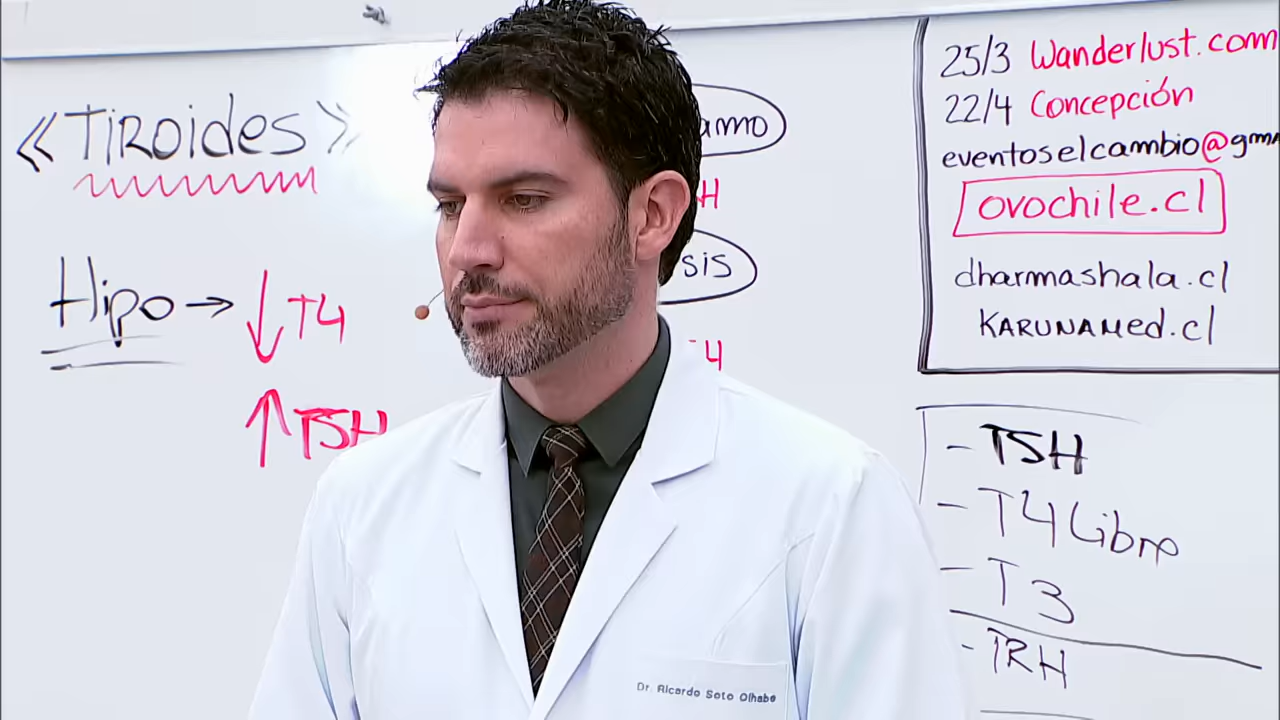 «TIROIDES»
Hipo → ↓ T4
↑ TSH
amo
H
sis
4
25/3 Wanderlust.com
22/4 Concepción
eventoselcambio@gm
ovochile.cl
dharmashala.cl
KARUNAMED.cl
- TSH
- T4 Libre
- T3
- TRH
Dr. Ricardo Soto Olhabe